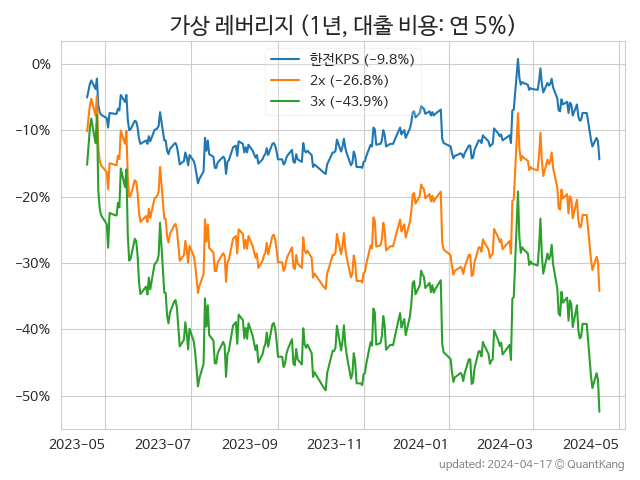 가상 레버리지 (1년, 대출 비용: 연 5%)
한전KPS (−9.8%)
2x (−26.8%)
3x (−43.9%)
0%
−10%
−20%
−30%
−40%
−50%
2023-05 2023-07 2023-09 2023-11 2024-01 2024-03 2024-05
updated: 2024-04-17 © QuantKang